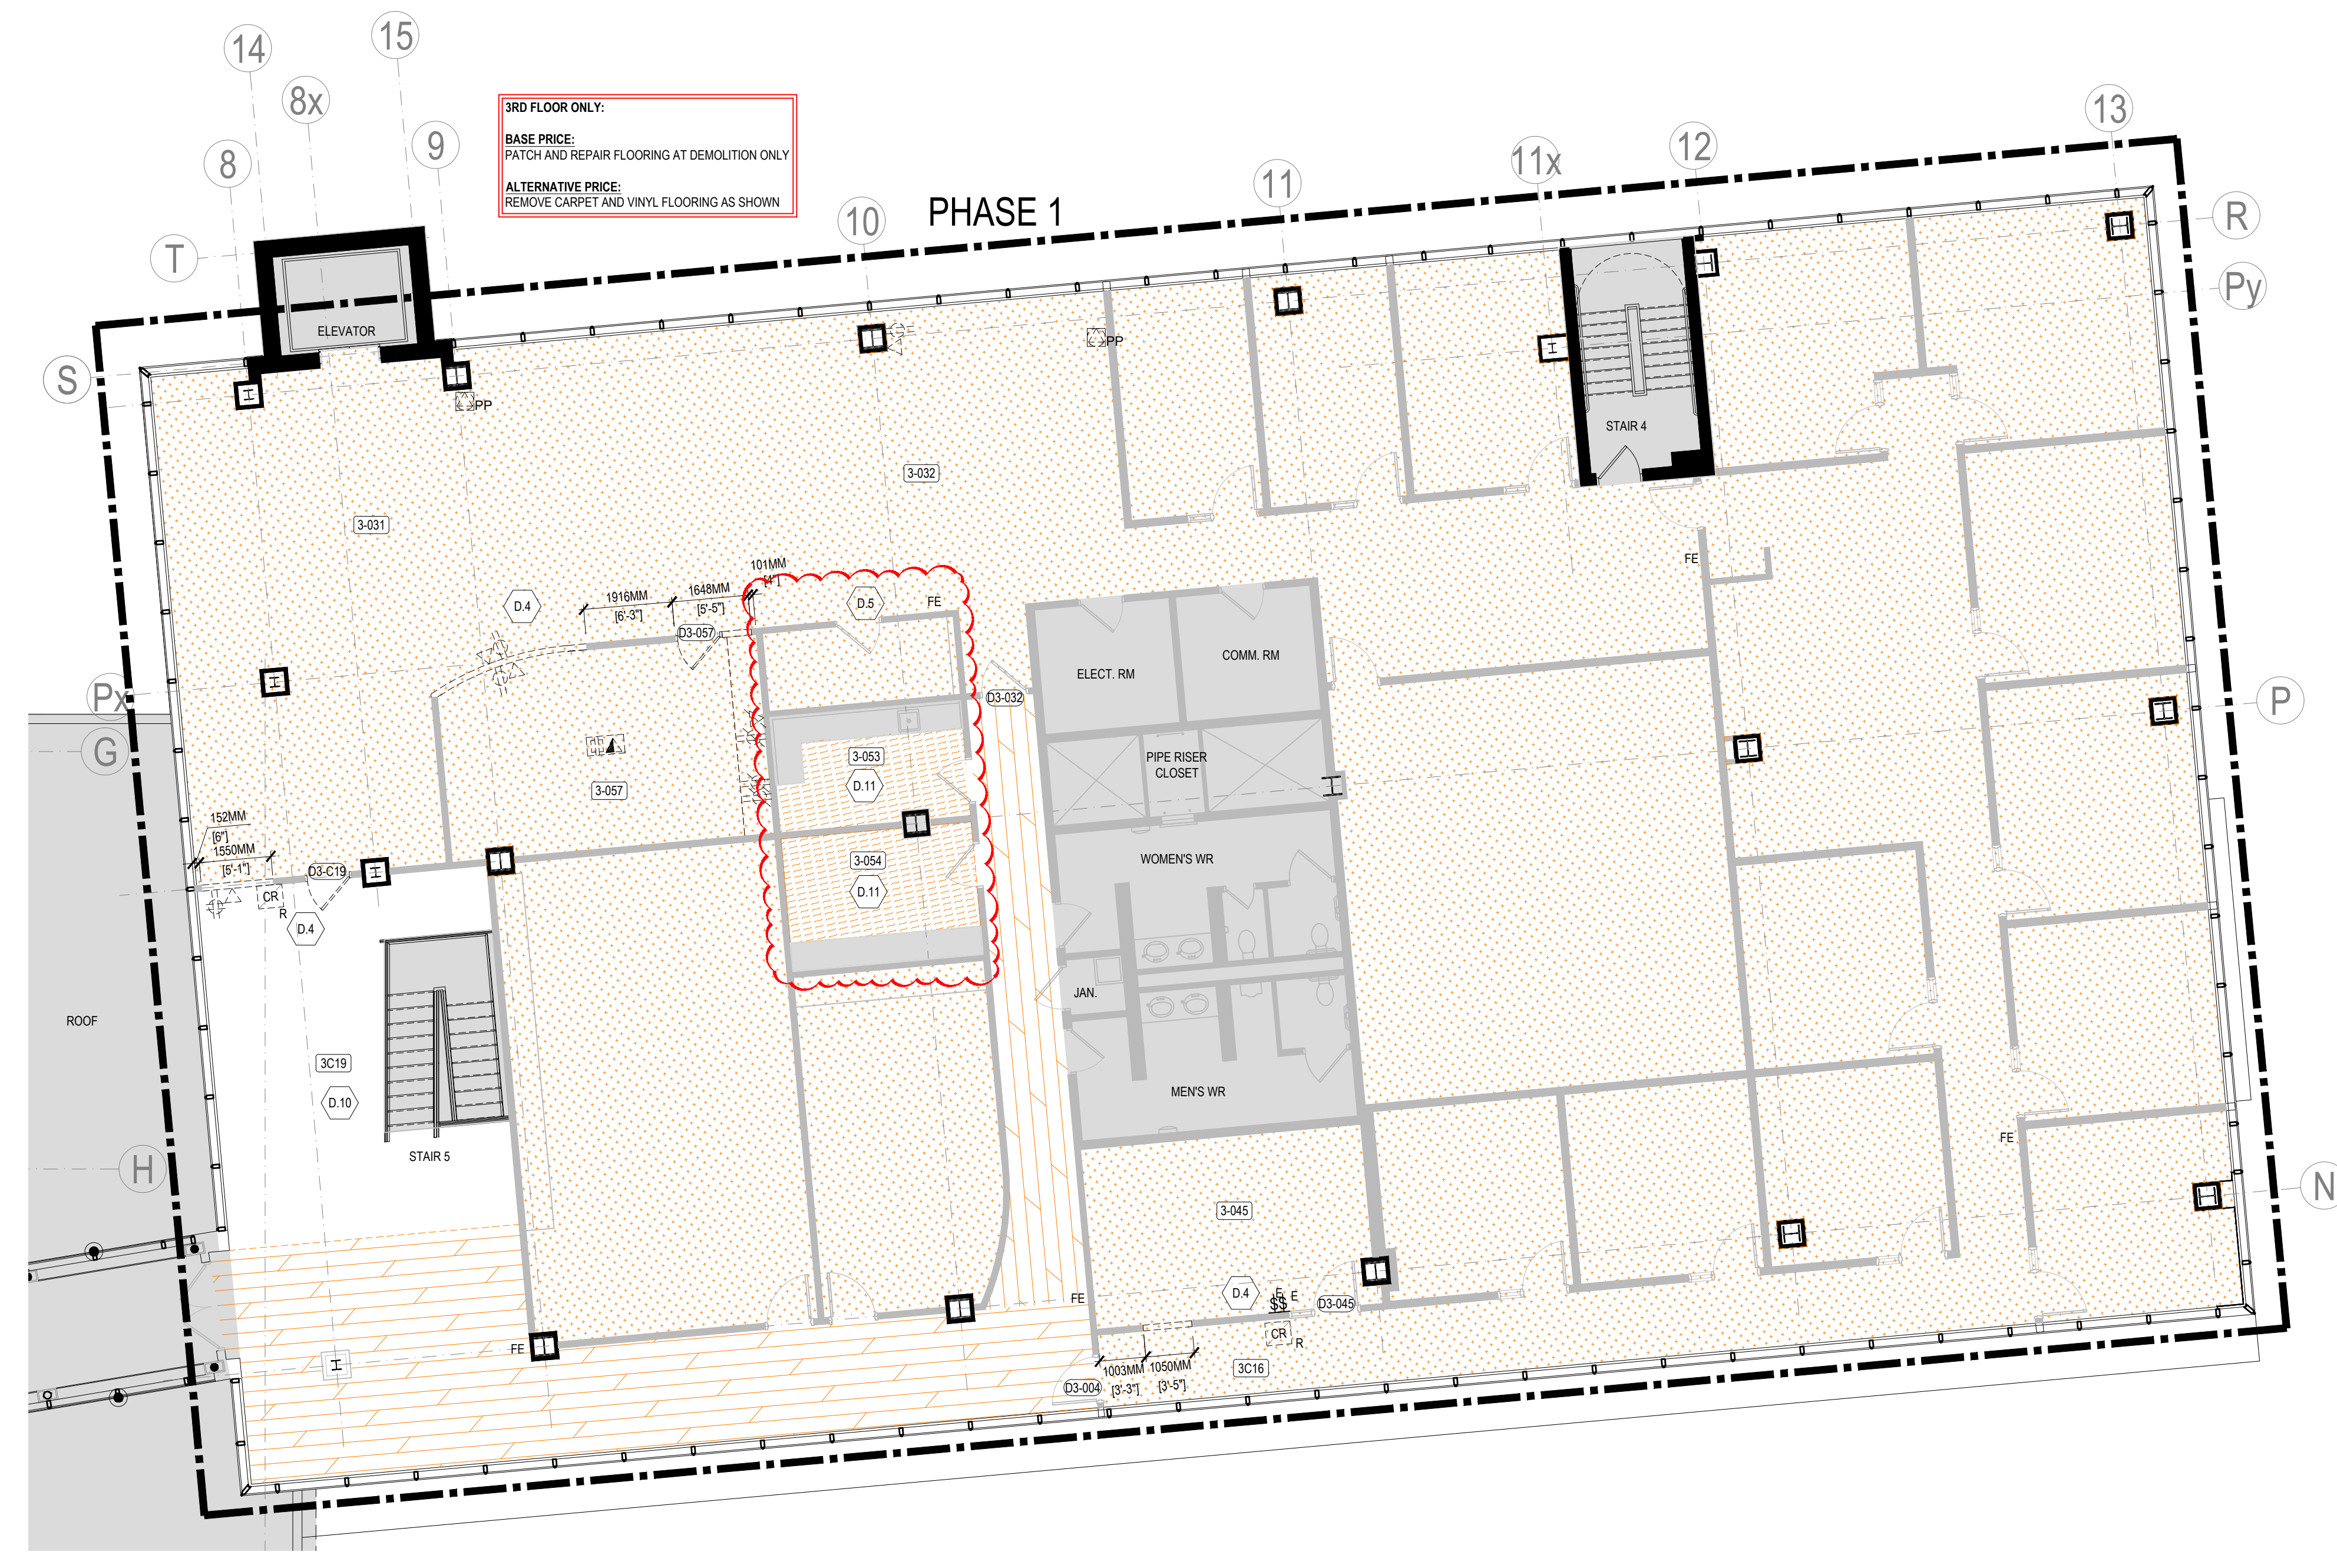 14
15
8x
8
9
13
3RD FLOOR ONLY:
BASE PRICE:
PATCH AND REPAIR FLOORING AT DEMOLITION ONLY
ALTERNATIVE PRICE:
REMOVE CARPET AND VINYL FLOORING AS SHOWN
PHASE 1
10
11
11x
12
R
Py
T
S
ELEVATOR
PP
PP
STAIR 4
3-032
3-031
FE
101MM
[4"]
1648MM
[5'-5"]
1916MM
[6'-3"]
D.4
D.5
FE
D3-057
ELECT. RM
COMM. RM
D3-032
Px
G
P
3-053
D.11
PIPE RISER
CLOSET
3-057
152MM
[6"]
1550MM
[5'-1"]
D3-C19
CR
R
D.4
3-054
D.11
WOMEN'S WR
JAN.
ROOF
3C19
D.10
MEN'S WR
STAIR 5
H
FE
N
3-045
D.4
E
E
$$
D3-045
FE
CR
R
FE
1003MM
[3'-3"]
1050MM
[3'-5"]
3C16
D3-004